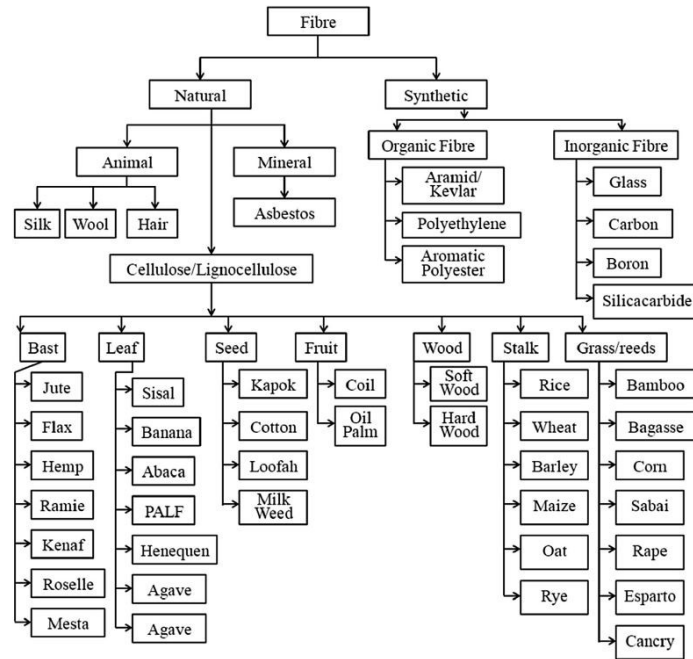 Fibre
Natural
Synthetic
Animal
Mineral
Organic Fibre
Inorganic Fibre
Silk
Wool
Hair
Asbestos
Aramid/
Kevlar
Polyethylene
Aromatic
Polyester
Glass
Carbon
Boron
Silicacarbide
Cellulose/Lignocellulose
Bast
Leaf
Seed
Fruit
Wood
Stalk
Grass/reeds
Jute
Flax
Hemp
Ramie
Kenaf
Roselle
Mesta
Sisal
Banana
Abaca
PALF
Henequen
Agave
Agave
Kapok
Cotton
Loofah
Milk
Weed
Coil
Oil
Palm
Soft
Wood
Hard
Wood
Rice
Wheat
Barley
Maize
Oat
Rye
Bamboo
Bagasse
Corn
Sabai
Rape
Esparto
Cancry